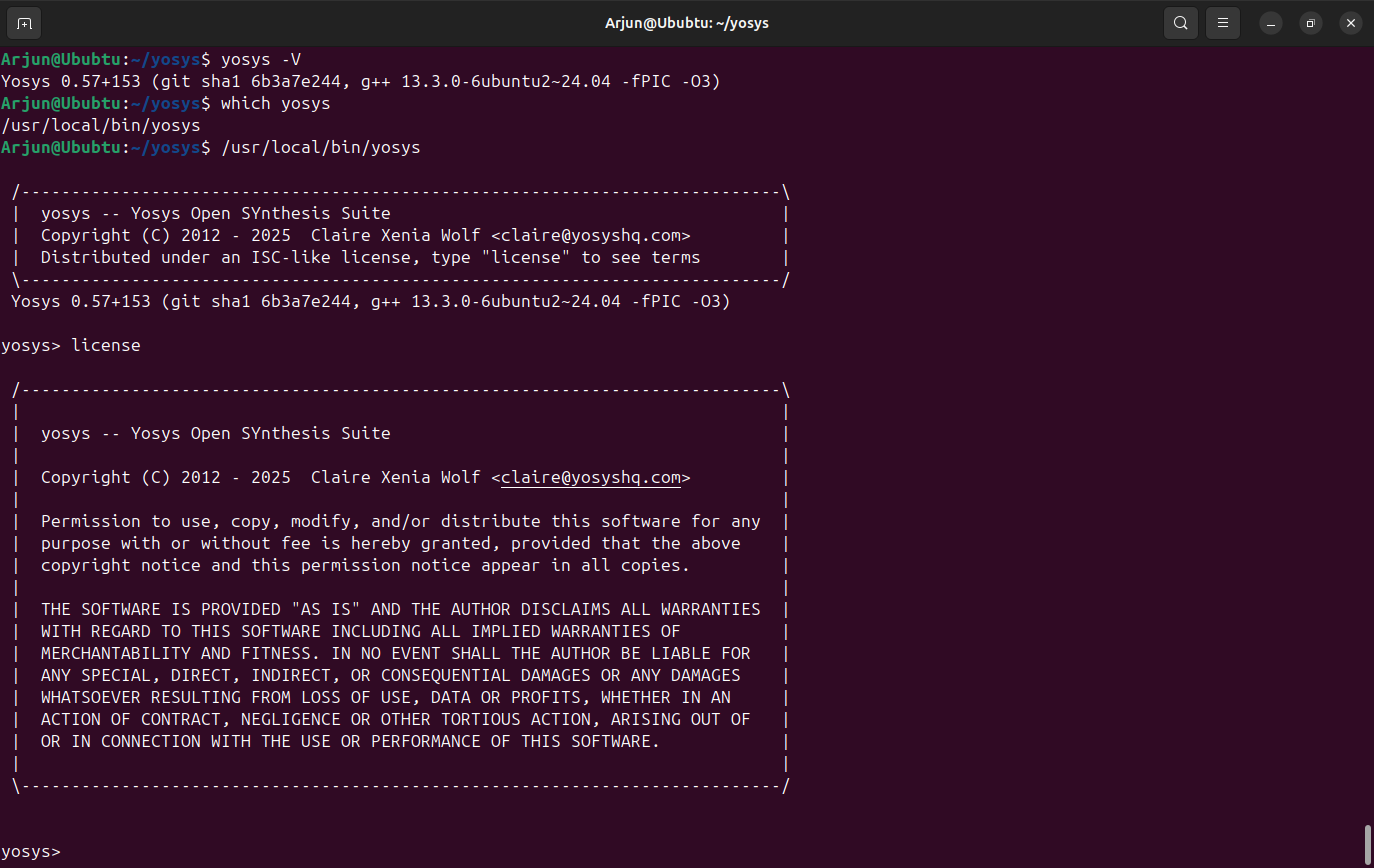 Arjun@Ububtu: ~/yosys
Arjun@Ububtu:~/yosys$ yosys -V
Yosys 0.57+153 (git sha1 6b3a7e244, g++ 13.3.0-6ubuntu2~24.04 -fPIC -O3)
Arjun@Ububtu:~/yosys$ which yosys
/usr/local/bin/yosys
Arjun@Ububtu:~/yosys$ /usr/local/bin/yosys
/----------------------------------------------------------------------------\
|  yosys -- Yosys Open SYnthesis Suite                                       |
|  Copyright (C) 2012 - 2025  Claire Xenia Wolf <claire@yosyshq.com>         |
|  Distributed under an ISC-like license, type "license" to see terms        |
\----------------------------------------------------------------------------/
Yosys 0.57+153 (git sha1 6b3a7e244, g++ 13.3.0-6ubuntu2~24.04 -fPIC -O3)
yosys> license
/----------------------------------------------------------------------------\
|                                                                            |
|  yosys -- Yosys Open SYnthesis Suite                                       |
|                                                                            |
|  Copyright (C) 2012 - 2025  Claire Xenia Wolf <claire@yosyshq.com>         |
|                                                                            |
|  Permission to use, copy, modify, and/or distribute this software for any  |
|  purpose with or without fee is hereby granted, provided that the above    |
|  copyright notice and this permission notice appear in all copies.         |
|                                                                            |
|  THE SOFTWARE IS PROVIDED "AS IS" AND THE AUTHOR DISCLAIMS ALL WARRANTIES  |
|  WITH REGARD TO THIS SOFTWARE INCLUDING ALL IMPLIED WARRANTIES OF          |
|  MERCHANTABILITY AND FITNESS. IN NO EVENT SHALL THE AUTHOR BE LIABLE FOR   |
|  ANY SPECIAL, DIRECT, INDIRECT, OR CONSEQUENTIAL DAMAGES OR ANY DAMAGES    |
|  WHATSOEVER RESULTING FROM LOSS OF USE, DATA OR PROFITS, WHETHER IN AN     |
|  ACTION OF CONTRACT, NEGLIGENCE OR OTHER TORTIOUS ACTION, ARISING OUT OF   |
|  OR IN CONNECTION WITH THE USE OR PERFORMANCE OF THIS SOFTWARE.            |
|                                                                            |
\----------------------------------------------------------------------------/
yosys>